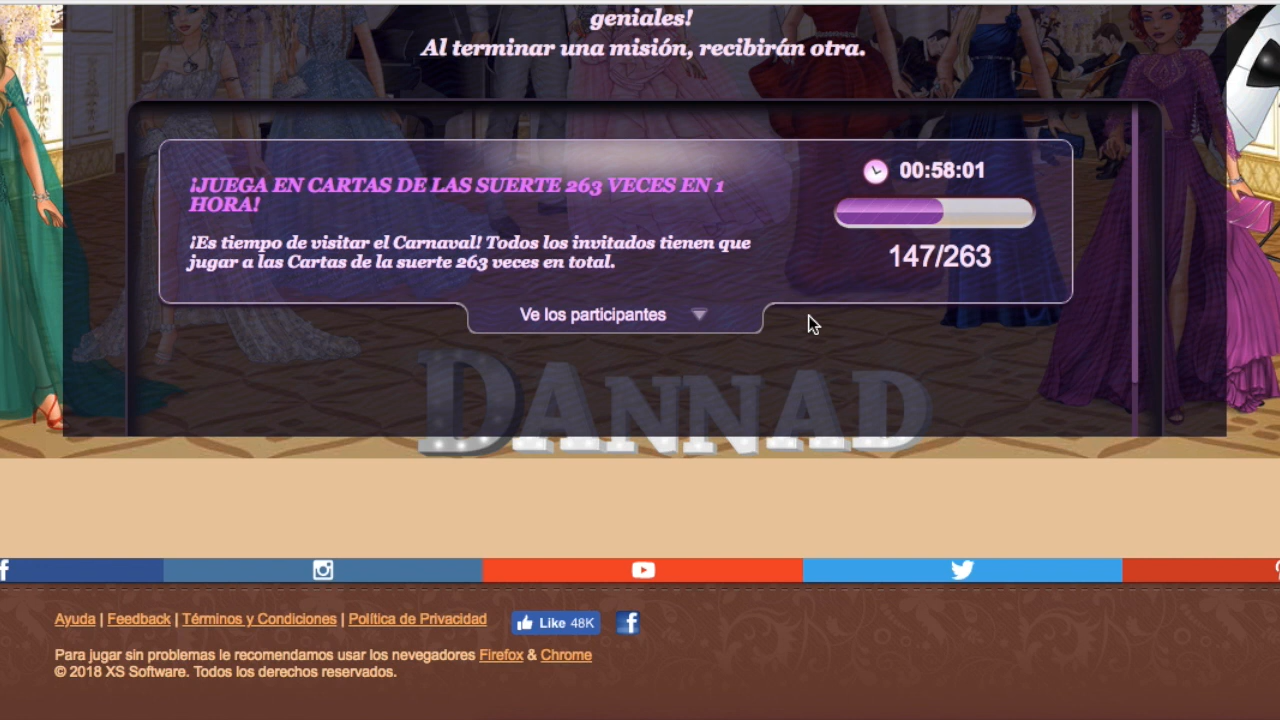 geniales!
Al terminar una misión, recibirán otra.
¡JUEGA EN CARTAS DE LAS SUERTE 263 VECES EN 1
HORA!
00:58:01
¡Es tiempo de visitar el Carnaval! Todos los invitados tienen que
jugar a las Cartas de la suerte 263 veces en total.
147/263
Ve los participantes
DANNAD
Ayuda | Feedback | Términos y Condiciones | Política de Privacidad
Like 48K
Para jugar sin problemas le recomendamos usar los nevegadores Firefox & Chrome
© 2018 XS Software. Todos los derechos reservados.